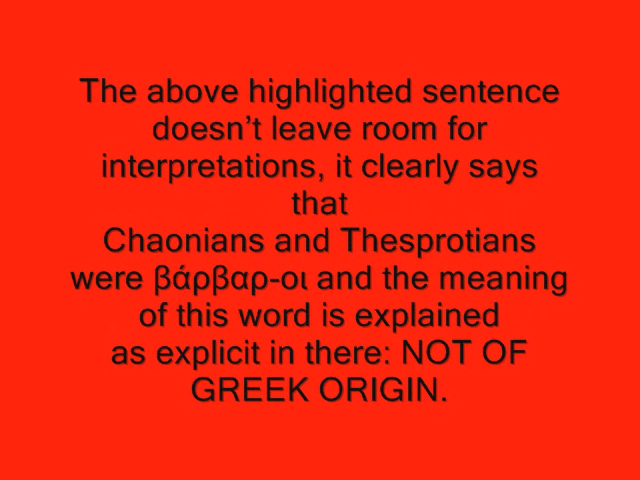 The above highlighted sentence
doesn’t leave room for
interpretations, it clearly says
that
Chaonians and Thesprotians
were βάρβαρ-οι and the meaning
of this word is explained
as explicit in there: NOT OF
GREEK ORIGIN.